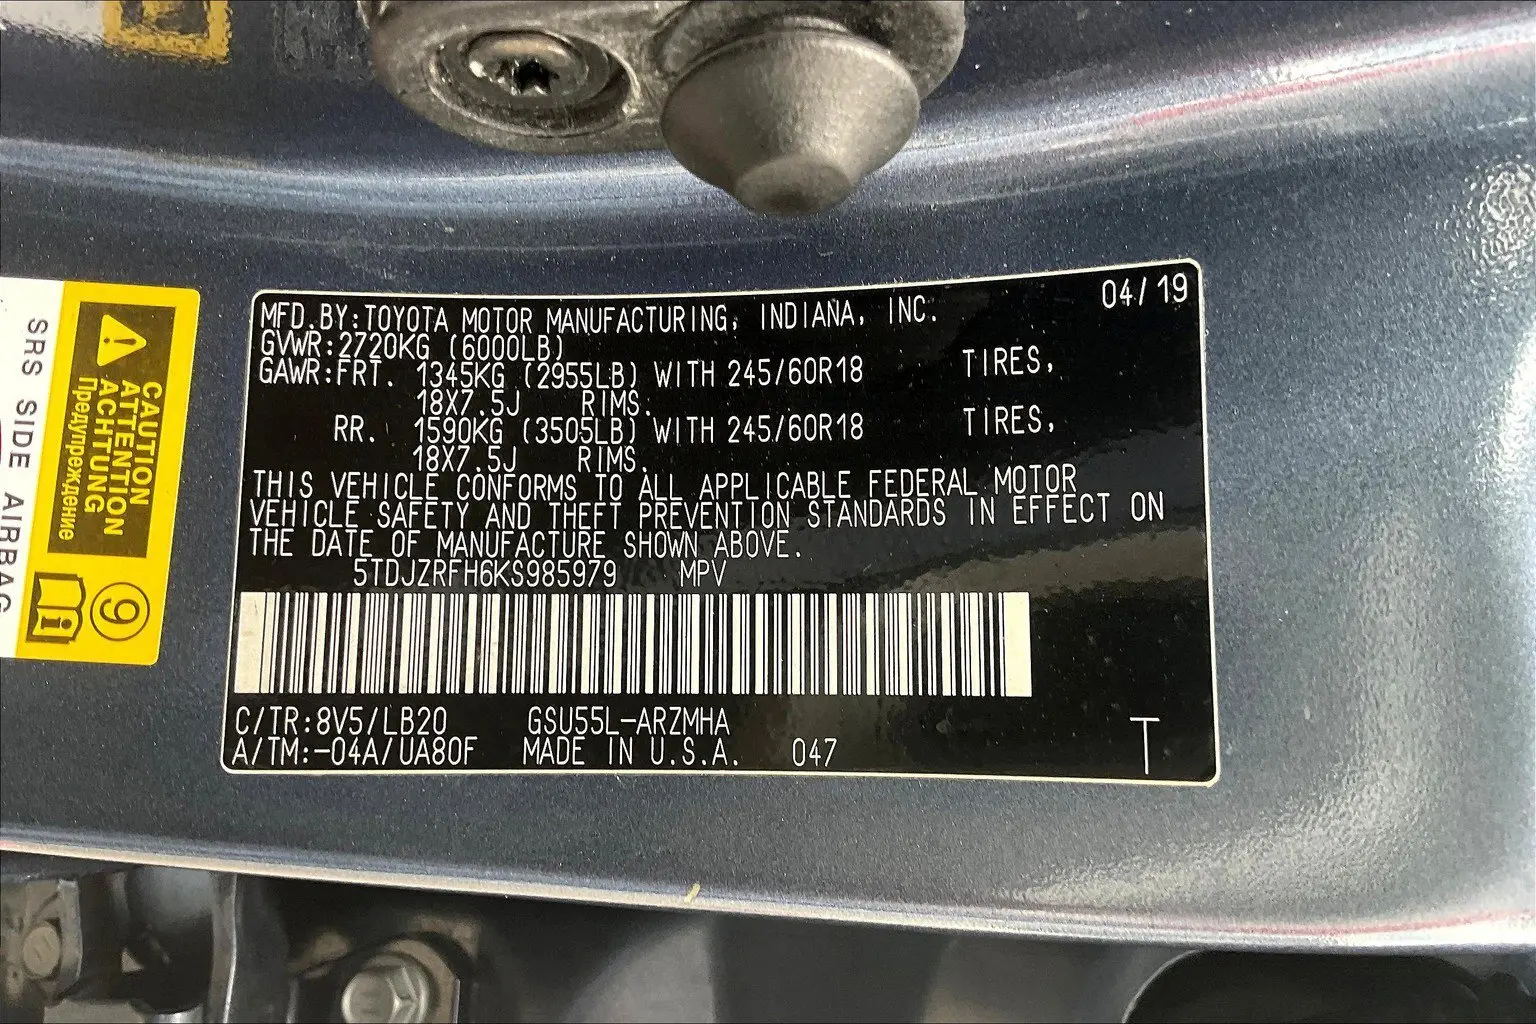 SRS SIDE AIRBAG
CAUTION
ATTENTION
ACHTUNG
Предупреждение
9
i
04/19
MFD.BY:TOYOTA MOTOR MANUFACTURING, INDIANA, INC.
GVWR:2720KG (6000LB)
GAWR:FRT. 1345KG (2955LB) WITH 245/60R18 TIRES,
18X7.5J RIMS.
RR. 1590KG (3505LB) WITH 245/60R18 TIRES,
18X7.5J RIMS.
THIS VEHICLE CONFORMS TO ALL APPLICABLE FEDERAL MOTOR
VEHICLE SAFETY AND THEFT PREVENTION STANDARDS IN EFFECT ON
THE DATE OF MANUFACTURE SHOWN ABOVE.
5TDJZRFH6KS985979 MPV
C/TR:8V5/LB20 GSU55L-ARZMHA
A/TM:-04A/UA80F MADE IN U.S.A. 047 T